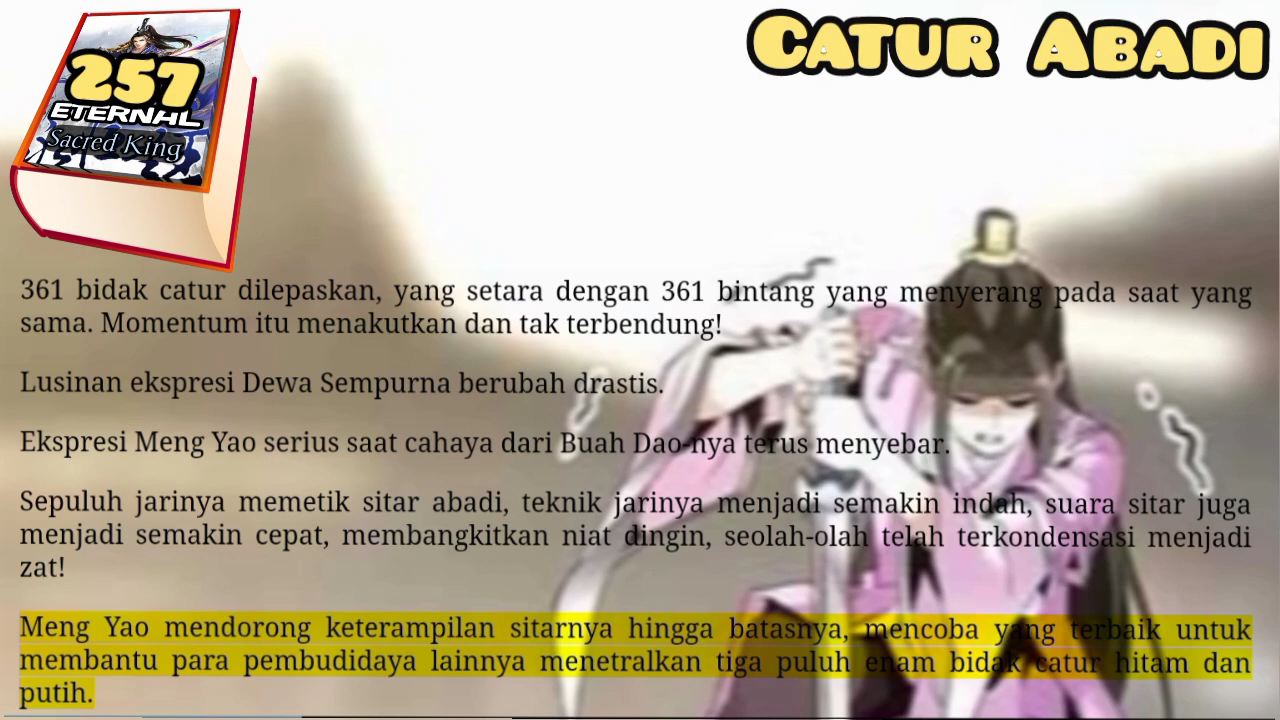 257
ETERNAL
Sacred King
CATUR ABADI
361 bidak catur dilepaskan, yang setara dengan 361 bintang yang menyerang pada saat yang
sama. Momentum itu menakutkan dan tak terbendung!
Lusinan ekspresi Dewa Sempurna berubah drastis.
Ekspresi Meng Yao serius saat cahaya dari Buah Dao-nya terus menyebar.
Sepuluh jarinya memetik sitar abadi, teknik jarinya menjadi semakin indah, suara sitar juga
menjadi semakin cepat, membangkitkan niat dingin, seolah-olah telah terkondensasi menjadi
zat!
Meng Yao mendorong keterampilan sitarnya hingga batasnya, mencoba yang terbaik untuk
membantu para pembudidaya lainnya menetralkan tiga puluh enam bidak catur hitam dan
putih.